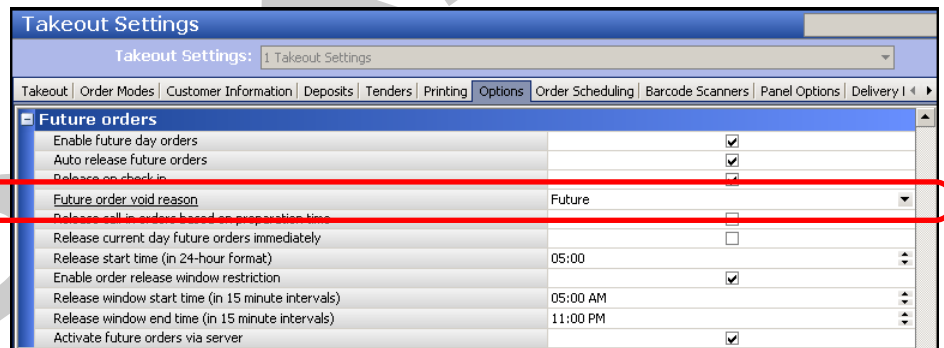 Takeout Settings
Takeout Settings: 1 Takeout Settings
Takeout Order Modes Customer Information Deposits Tenders Printing Options Order Scheduling Barcode Scanners Panel Options Delivery
Future orders
Enable future day orders
Auto release future orders
Release on check in
Future order void reason Future
Release call in orders based on preparation time
Release current day future orders immediately
Release start time (in 24-hour format) 05:00
Enable order release window restriction
Release window start time (in 15 minute intervals) 05:00 AM
Release window end time (in 15 minute intervals) 11:00 PM
Activate future orders via server